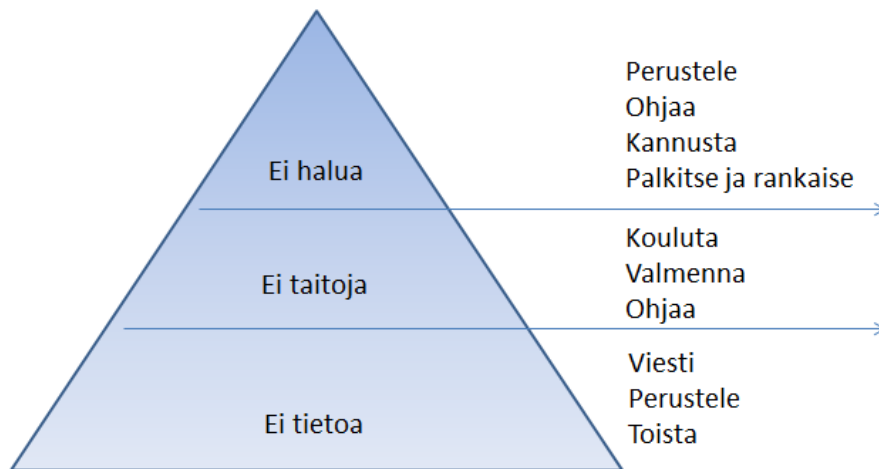 Ei halua
Perustele
Ohjaa
Kannusta
Palkitse ja rankaise
Ei taitoja
Kouluta
Valmenna
Ohjaa
Ei tietoa
Viesti
Perustele
Toista